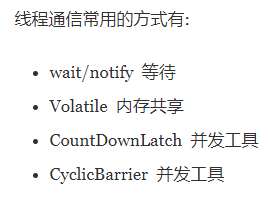 线程通信常用的方式有:
wait/notify 等待
Volatile 内存共享
CountDownLatch 并发工具
CyclicBarrier 并发工具